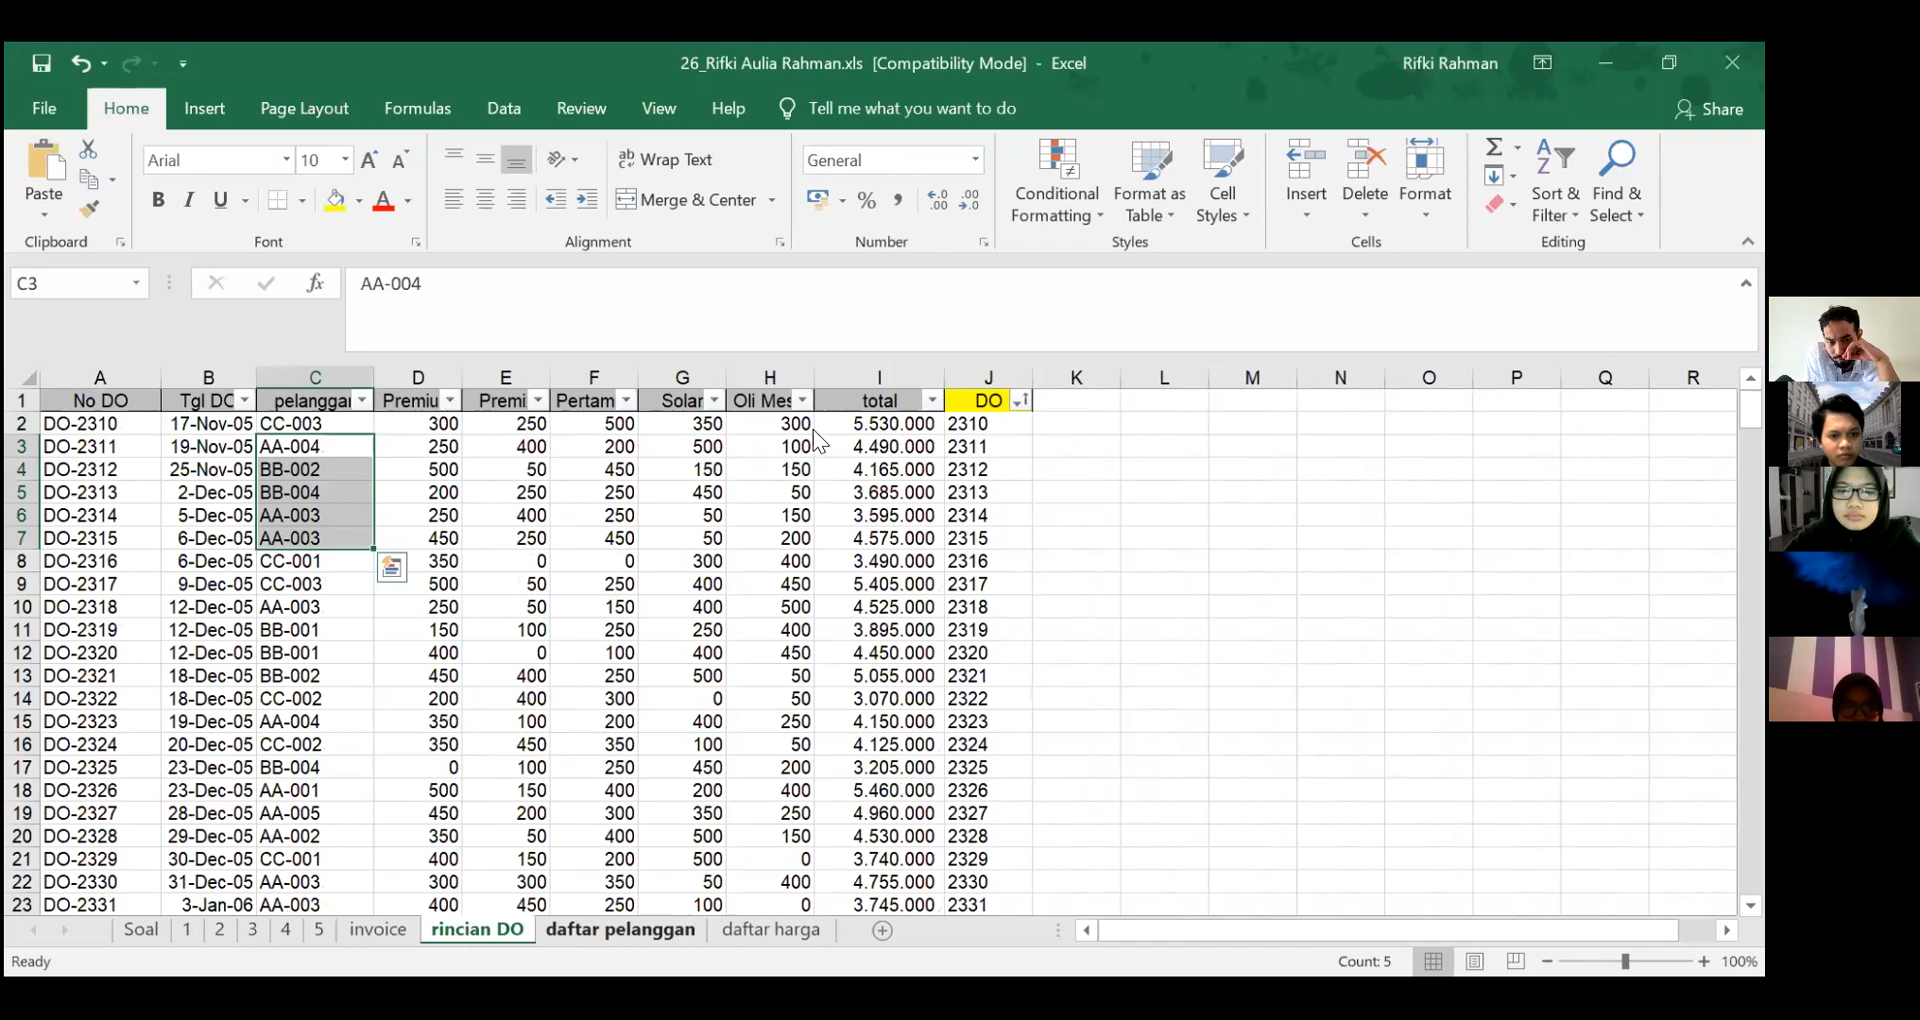 26_Rifki Aulia Rahman.xls [Compatibility Mode] - Excel
Rifki Rahman
File Home Insert Page Layout Formulas Data Review View Help Tell me what you want to do Share
Paste
Clipboard
Arial 10
B I U
Font
Wrap Text
Merge & Center
Alignment
General
Number
Conditional Formatting
Format as Table
Cell Styles
Styles
Insert
Delete
Format
Cells
Sort & Filter
Find & Select
Editing
C3 fx AA-004
A B C D E F G H I J K L M N O P Q R
1 No DO Tgl DO pelanggar Premiu Premi Pertam Solar Oli Mes total DO
2 DO-2310 17-Nov-05 CC-003 300 250 500 350 300 5.530.000 2310
3 DO-2311 19-Nov-05 AA-004 250 400 200 500 100 4.490.000 2311
4 DO-2312 25-Nov-05 BB-002 500 50 450 150 150 4.165.000 2312
5 DO-2313 2-Dec-05 BB-004 200 250 250 450 50 3.685.000 2313
6 DO-2314 5-Dec-05 AA-003 250 400 250 50 150 3.595.000 2314
7 DO-2315 6-Dec-05 AA-003 450 250 450 50 200 4.575.000 2315
8 DO-2316 6-Dec-05 CC-001 350 0 0 300 400 3.490.000 2316
9 DO-2317 9-Dec-05 CC-003 500 50 250 400 450 5.405.000 2317
10 DO-2318 12-Dec-05 AA-003 250 50 150 400 500 4.525.000 2318
11 DO-2319 12-Dec-05 BB-001 150 100 250 250 400 3.895.000 2319
12 DO-2320 12-Dec-05 BB-001 400 0 100 400 450 4.450.000 2320
13 DO-2321 18-Dec-05 BB-002 450 400 250 500 50 5.055.000 2321
14 DO-2322 18-Dec-05 CC-002 200 400 300 0 50 3.070.000 2322
15 DO-2323 19-Dec-05 AA-004 350 100 200 400 250 4.150.000 2323
16 DO-2324 20-Dec-05 CC-002 350 450 350 100 50 4.125.000 2324
17 DO-2325 23-Dec-05 BB-004 0 100 250 450 200 3.205.000 2325
18 DO-2326 23-Dec-05 AA-001 500 150 400 200 400 5.460.000 2326
19 DO-2327 28-Dec-05 AA-005 450 200 300 350 250 4.960.000 2327
20 DO-2328 29-Dec-05 AA-002 350 50 400 500 150 4.530.000 2328
21 DO-2329 30-Dec-05 CC-001 400 150 200 500 0 3.740.000 2329
22 DO-2330 31-Dec-05 AA-003 300 300 350 50 400 4.755.000 2330
23 DO-2331 3-Jan-06 AA-003 400 450 250 100 0 3.745.000 2331
Soal 1 2 3 4 5 invoice rincian DO daftar pelanggan daftar harga
Ready Count: 5 100%